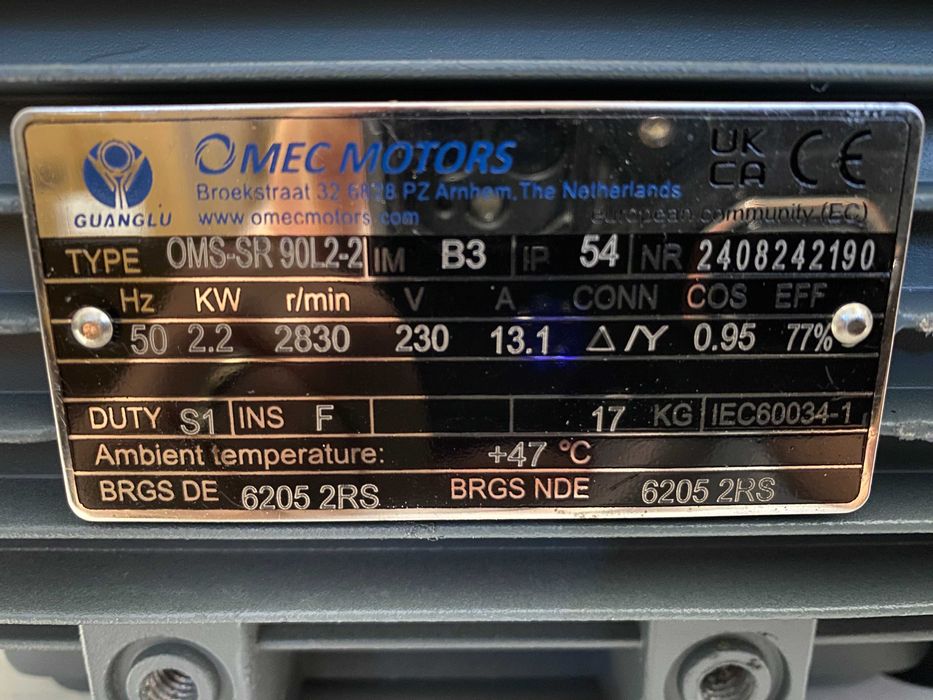 OMEC MOTORS
Broekstraat 32 6828 PZ Arnhem, The Netherlands
www omecmotors com
GUANGLU
UK
CA CE
European community (EC)
TYPE OMS-SR 90L2-2 IM B3 IP 54 NR 2408242190
Hz KW r/min V A CONN COS EFF
50 2.2 2830 230 13.1 △/Y 0.95 77%
DUTY S1 INS F 17 KG IEC60034-1
Ambient temperature: +47 °C
BRGS DE 6205 2RS BRGS NDE 6205 2RS